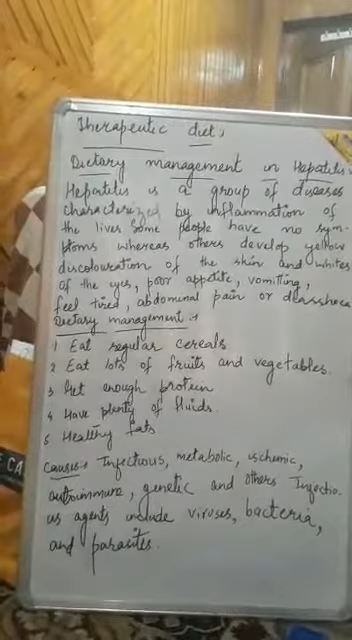 Therapeutic diet,
Dietary management in Hepatitis.
Hepatitis is a group of diseases
characterized by inflammation of
the lives Some people have no sym-
ptoms whereas others develop yellow
discolouration of the skin and whites
of the eyes, poor appetite, vomitting,
feel tired, abdominal pain or diarrhoea
Dietary management :
1 Eat regular cereals
2 Eat lots of fruits and vegetables.
3 Get enough protein
4 Have plenty of fluids.
5 Healthy fats
Causes: Infectious, metabolic, ischemic,
autoimmune, genetic and others Infectio-
us agents include viruses, bacteria,
and parasites.